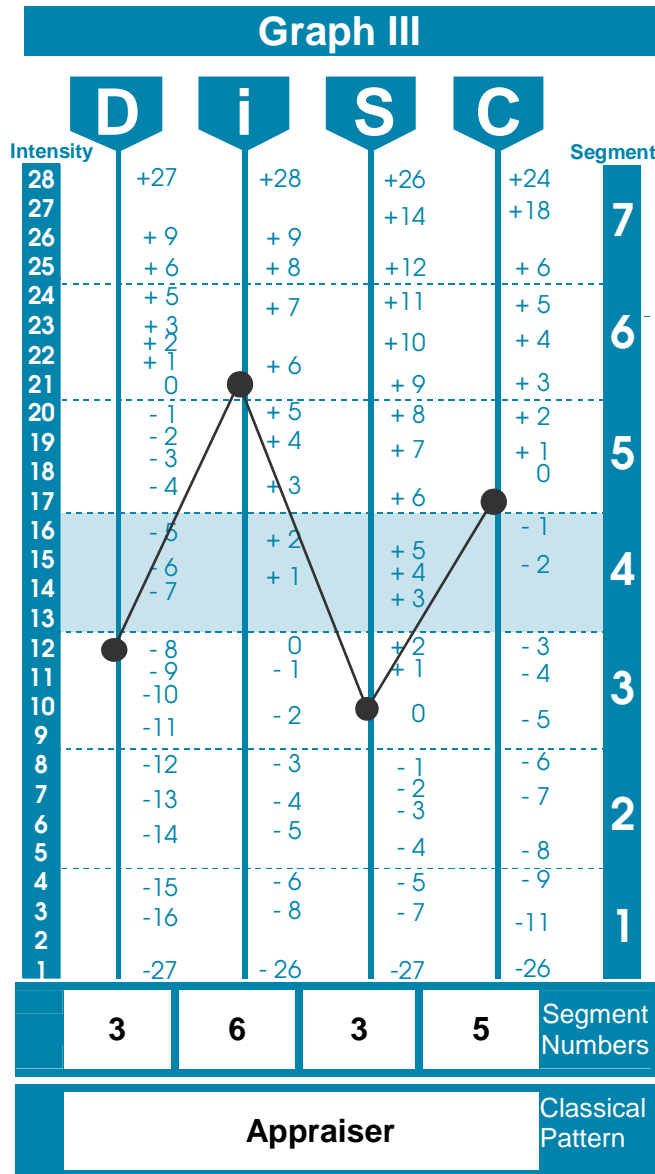 Graph III
D i S C
Intensity Segment
28 +27 +28 +26 +24
27 +14 +18 7
26 + 9 + 9
25 + 6 + 8 +12 + 6
24 + 5 + 7 +11 + 5
23 + 3 6
+ 2 +10 + 4
22 + 1 + 6
21 0 + 9 + 3
20 - 1 + 5 + 8 + 2
19 - 2 + 4 + 7 + 1 5
18 - 3 0
17 - 4 + 3 + 6
16 - 5 + 2 - 1
15 - 6 + 5 - 2 4
14 - 7 + 1 + 4
13 + 3
12 - 8 0 + 2 - 3
11 - 9 - 1 + 1 - 4 3
10 -10 - 2 0 - 5
9 -11
8 -12 - 3 - 1 - 6
7 -13 - 4 - 2 - 7 2
6 -14 - 5 - 3
5 - 4 - 8
4 -15 - 6 - 5 - 9
3 -16 - 8 - 7 -11 1
2
1 -27 - 26 -27 -26
3 6 3 5 Segment
Numbers
Appraiser Classical
Pattern